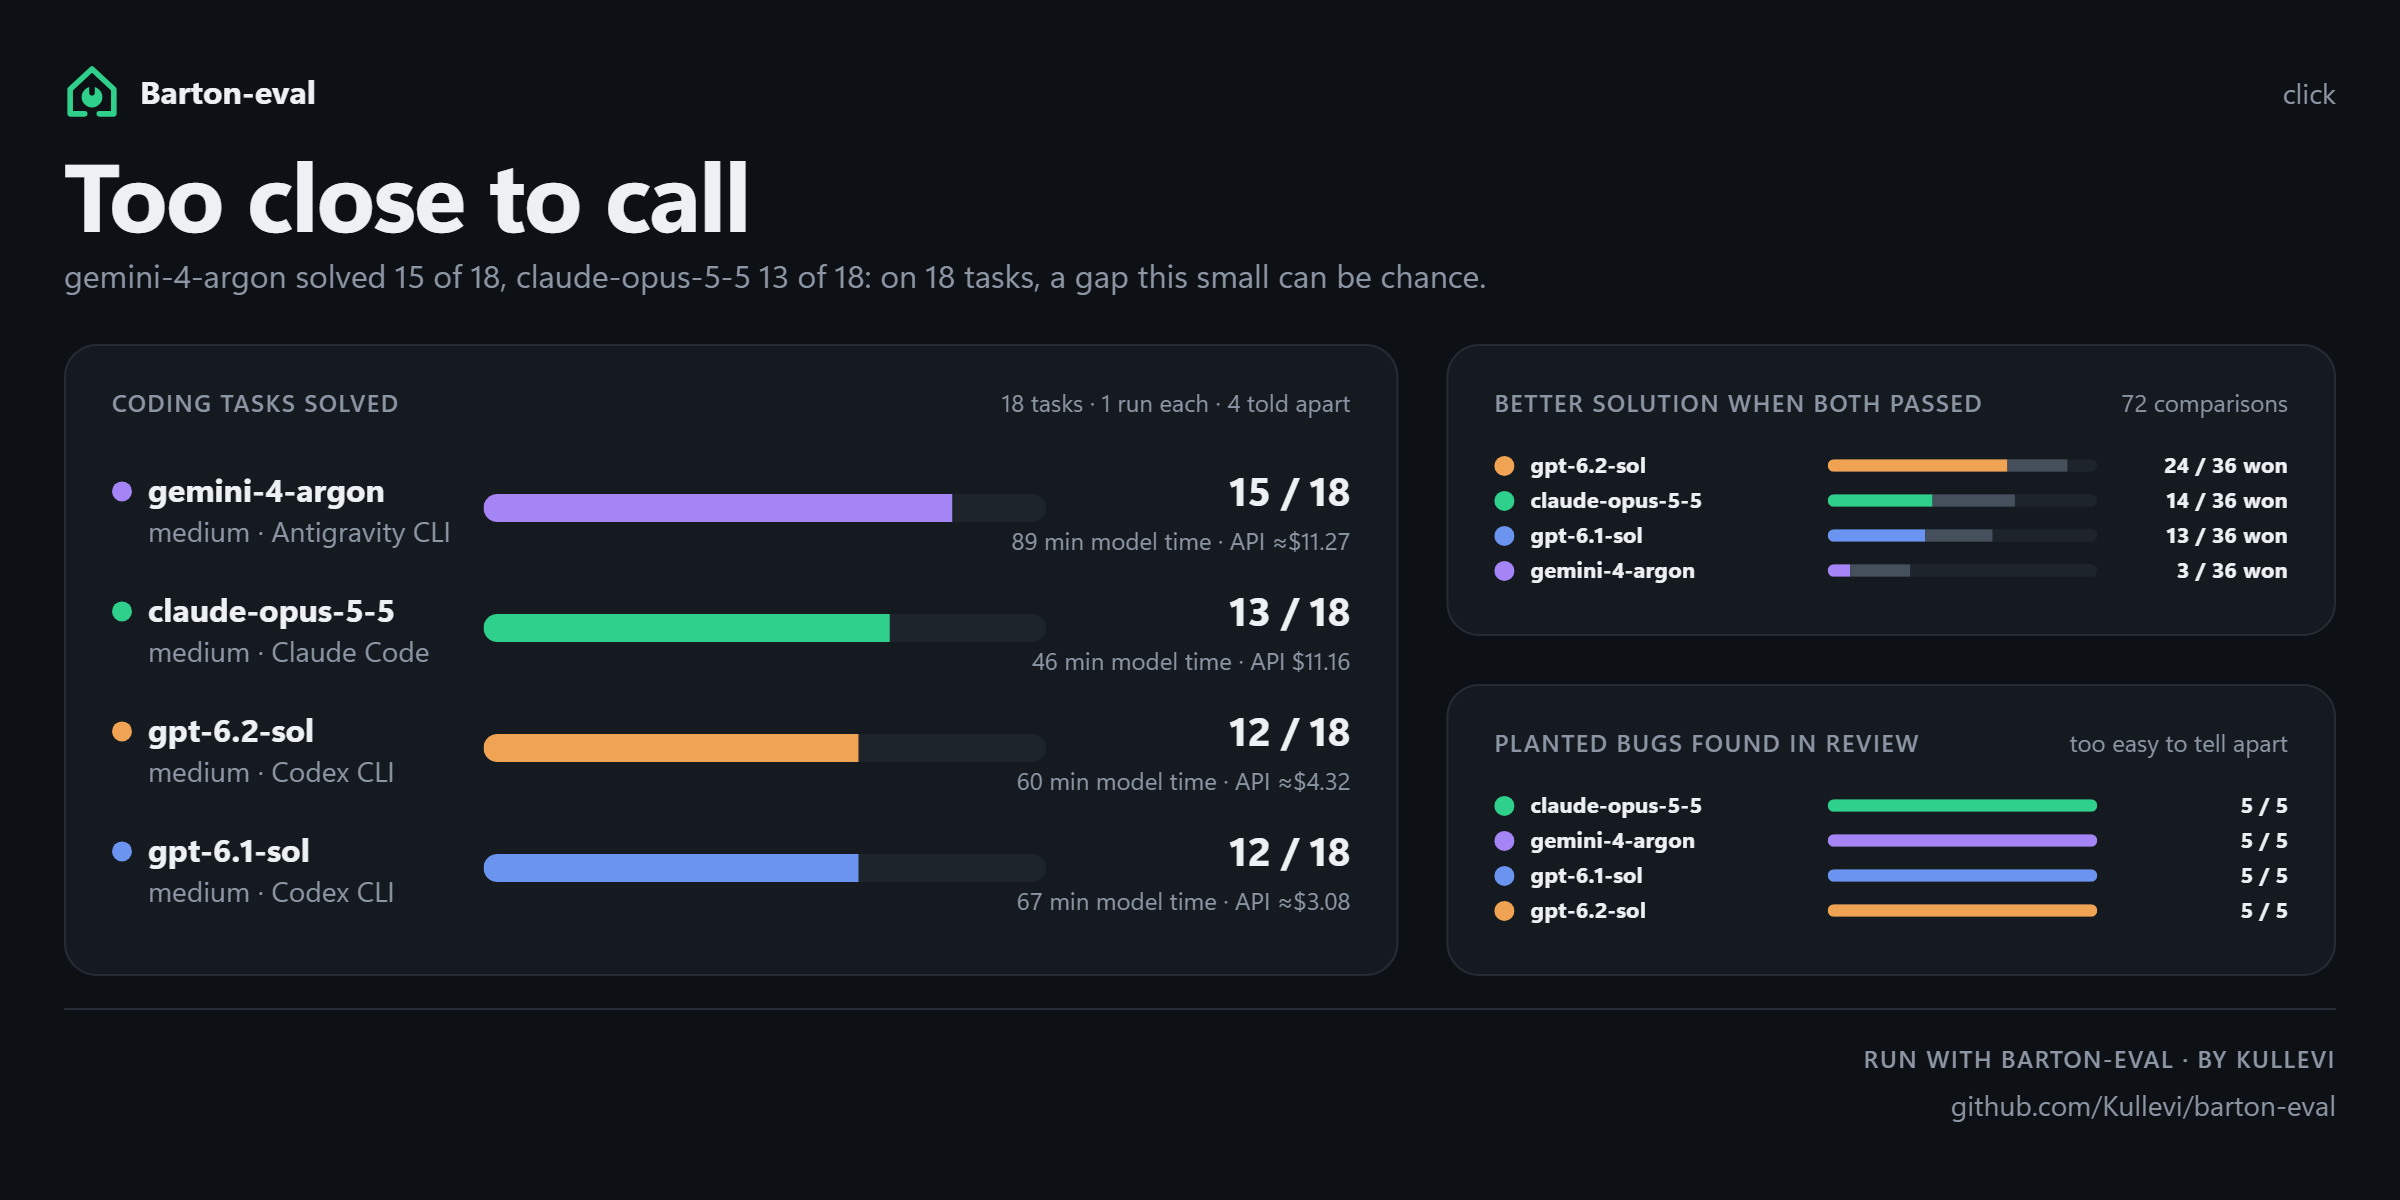 Barton-eval
click
Too close to call
gemini-4-argon solved 15 of 18, claude-opus-5-5 13 of 18: on 18 tasks, a gap this small can be chance.
CODING TASKS SOLVED
18 tasks · 1 run each · 4 told apart
gemini-4-argon
15 / 18
medium · Antigravity CLI
89 min model time · API ≈$11.27
claude-opus-5-5
13 / 18
medium · Claude Code
46 min model time · API $11.16
gpt-6.2-sol
12 / 18
medium · Codex CLI
60 min model time · API ≈$4.32
gpt-6.1-sol
12 / 18
medium · Codex CLI
67 min model time · API ≈$3.08
BETTER SOLUTION WHEN BOTH PASSED
72 comparisons
gpt-6.2-sol
24 / 36 won
claude-opus-5-5
14 / 36 won
gpt-6.1-sol
13 / 36 won
gemini-4-argon
3 / 36 won
PLANTED BUGS FOUND IN REVIEW
too easy to tell apart
claude-opus-5-5
5 / 5
gemini-4-argon
5 / 5
gpt-6.1-sol
5 / 5
gpt-6.2-sol
5 / 5
RUN WITH BARTON-EVAL · BY KULLEVI
github.com/Kullevi/barton-eval